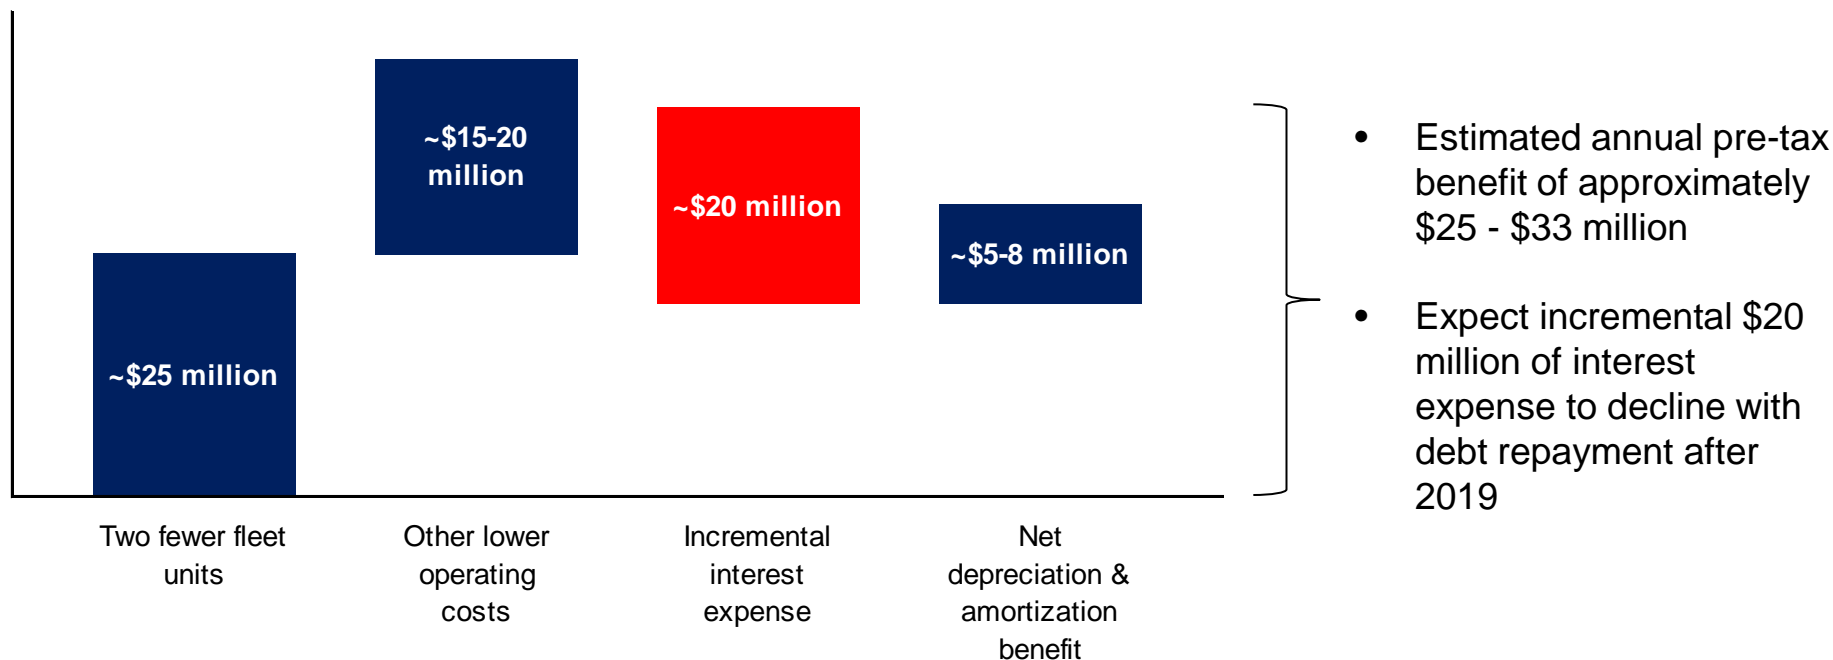 ~$15-20
million
~$20 million
~$5-8 million
~$25 million
Two fewer fleet
units
Other lower
operating
costs
Incremental
interest
expense
Net
depreciation &
amortization
benefit
• Estimated annual pre-tax
benefit of approximately
$25 - $33 million
• Expect incremental $20
million of interest
expense to decline with
debt repayment after
2019